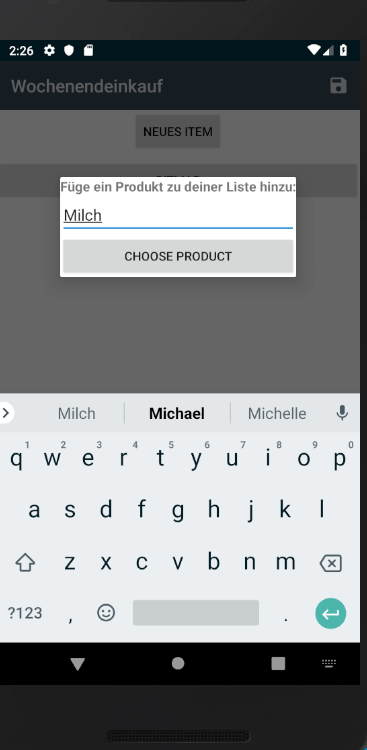 2:26
Wochenendeinkauf
NEUES ITEM
Füge ein Produkt zu deiner Liste hinzu:
Milch
CHOOSE PRODUCT
Milch Michael Michelle
1 2 3 4 5 6 7 8 9 0
q w e r t y u i o p
a s d f g h j k l
z x c v b n m
?123 , .